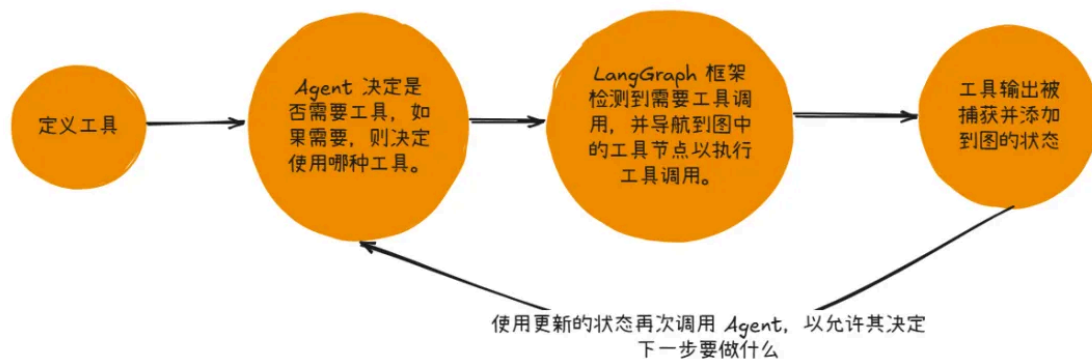 定义工具
Agent 决定是
否需要工具，如
果需要，则决定
使用哪种工具。
LangGraph 框架
检测到需要工具调
用，并导航到图中
的工具节点以执行
工具调用。
工具输出被
捕获并添加
到图的状态
使用更新的状态再次调用 Agent，以允许其决定
下一步要做什么